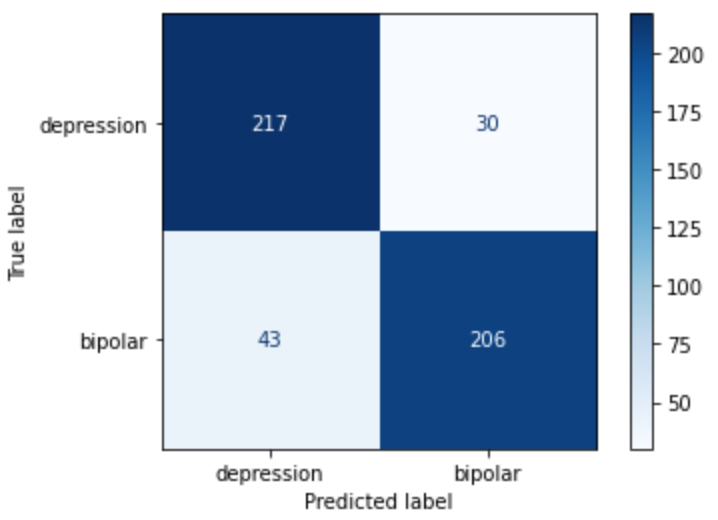 True label
depression
217
30
bipolar
43
206
depression
bipolar
Predicted label
200
175
150
125
100
75
50